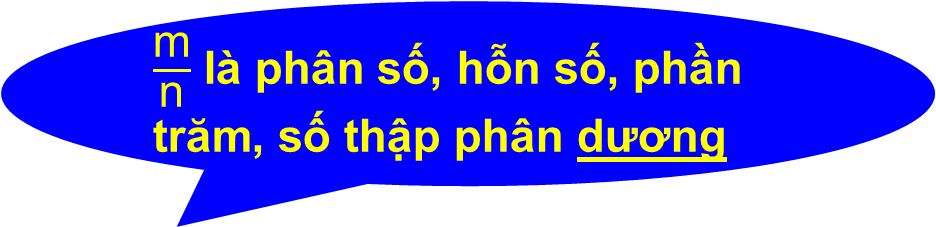 m/n là phân số, hỗn số, phần
trăm, số thập phân dương